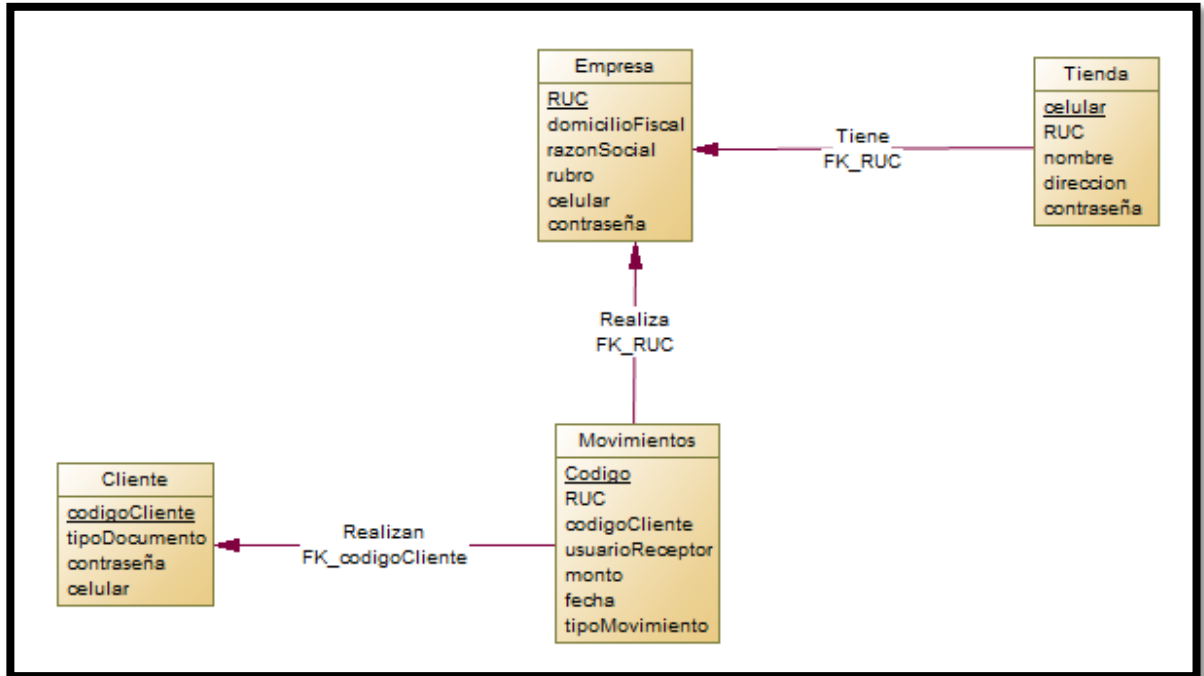 Empresa
RUC
domicilioFiscal
razonSocial
rubro
celular
contraseña
Tiene
FK_RUC
Tienda
celular
RUC
nombre
direccion
contraseña
Realiza
FK_RUC
Cliente
codigoCliente
tipoDocumento
contraseña
celular
Realizan
FK_codigoCliente
Movimientos
Codigo
RUC
codigoCliente
usuarioReceptor
monto
fecha
tipoMovimiento